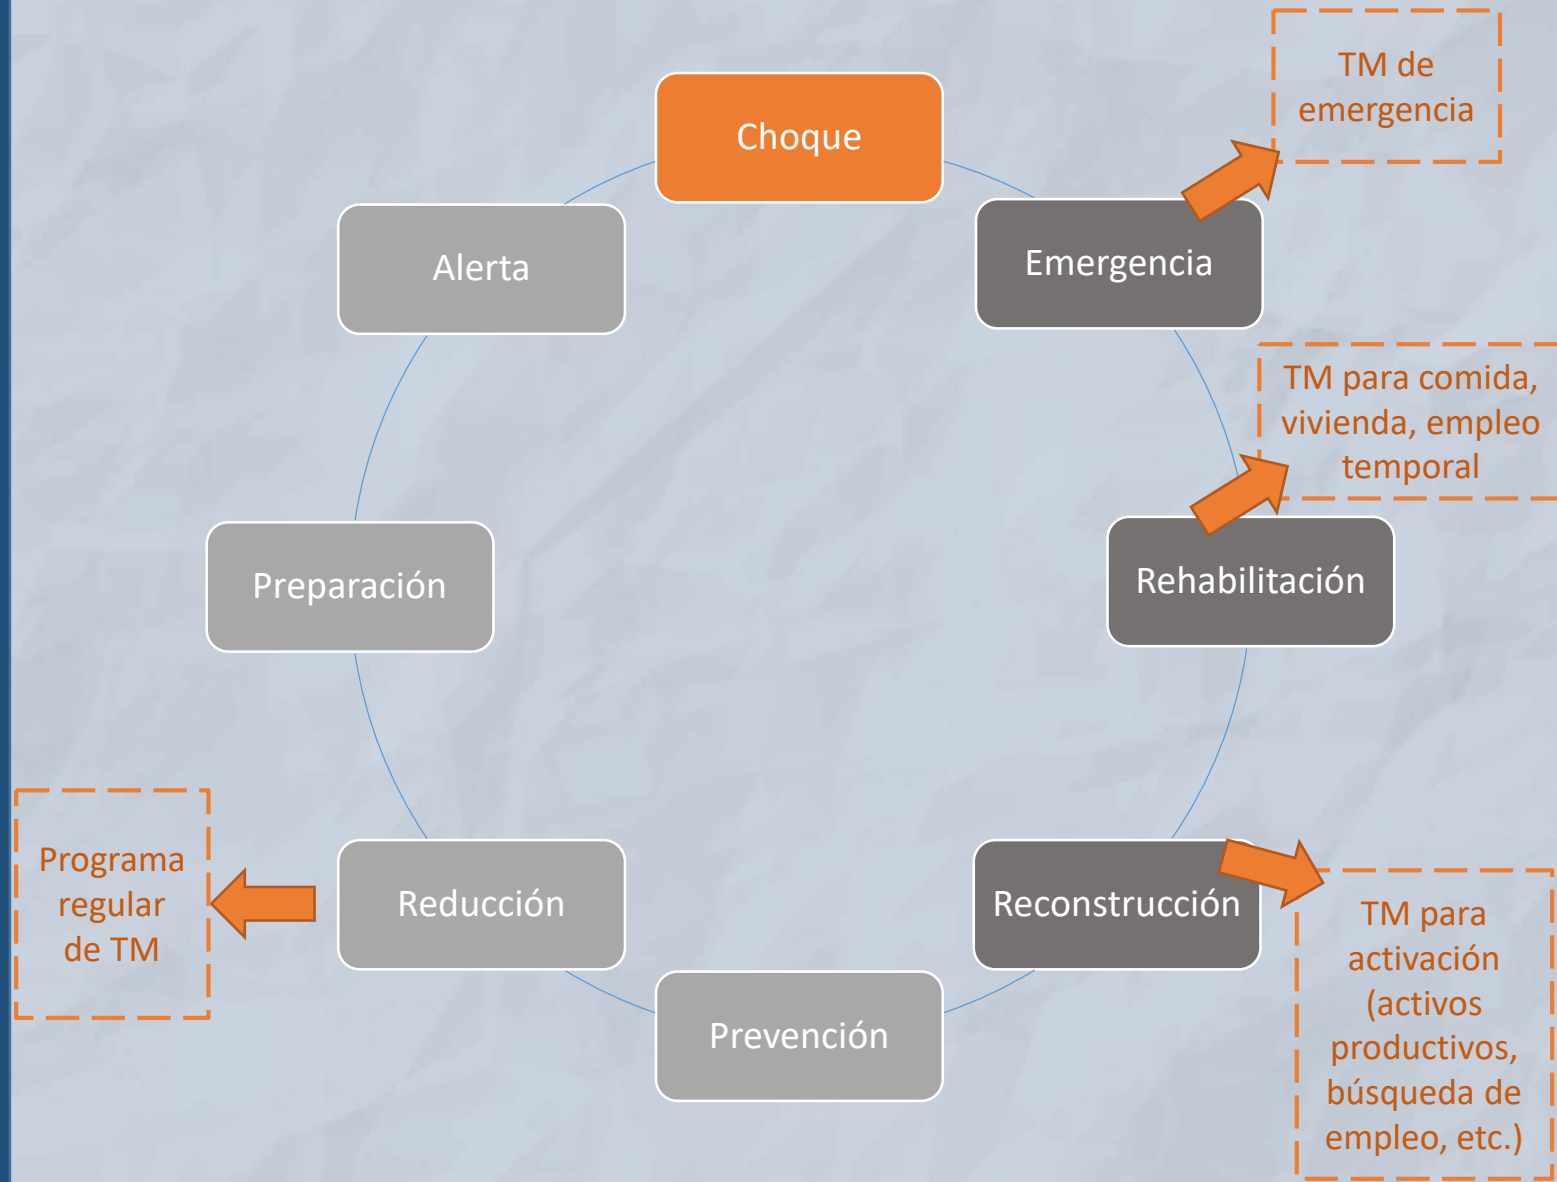 TM de
emergencia
Choque
Alerta
Emergencia
TM para comida,
vivienda, empleo
temporal
Preparación
Rehabilitación
Programa
regular
de TM
Reducción
Reconstrucción
TM para
activación
(activos
productivos,
búsqueda de
empleo, etc.)
Prevención